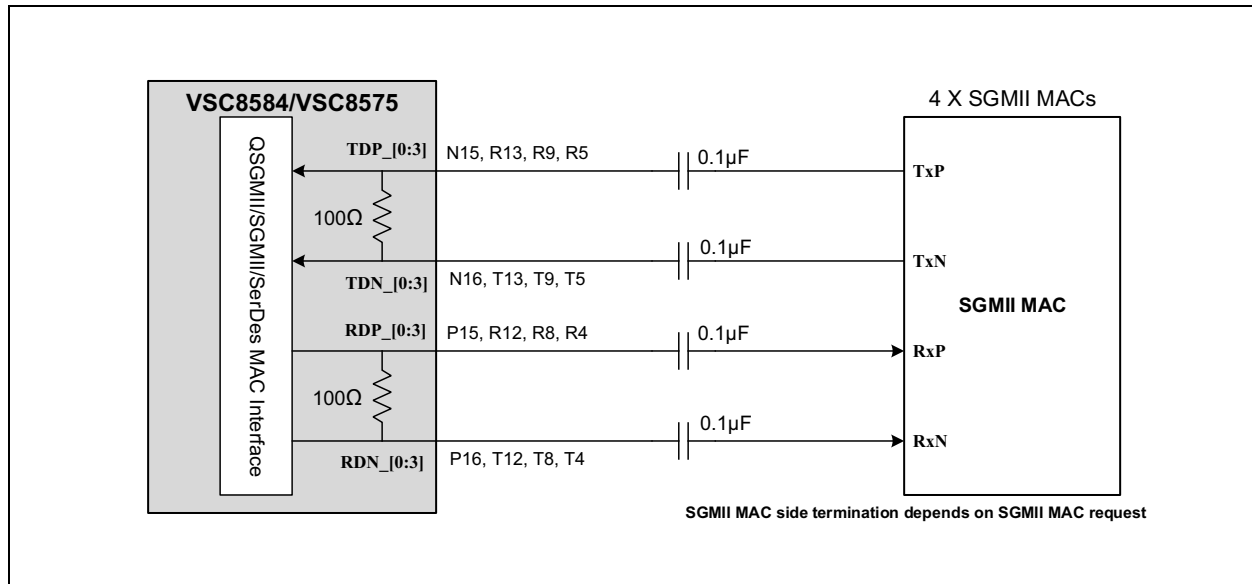 VSC8584/VSC8575
4 X SGMII MACs
QSGMII/SGMII/SerDes MAC Interface
TDP_[0:3]
N15, R13, R9, R5
0.1µF
TxP
100Ω
0.1µF
TxN
TDN_[0:3]
N16, T13, T9, T5
SGMII MAC
RDP_[0:3]
P15, R12, R8, R4
0.1µF
RxP
100Ω
0.1µF
RxN
RDN_[0:3]
P16, T12, T8, T4
SGMII MAC side termination depends on SGMII MAC request